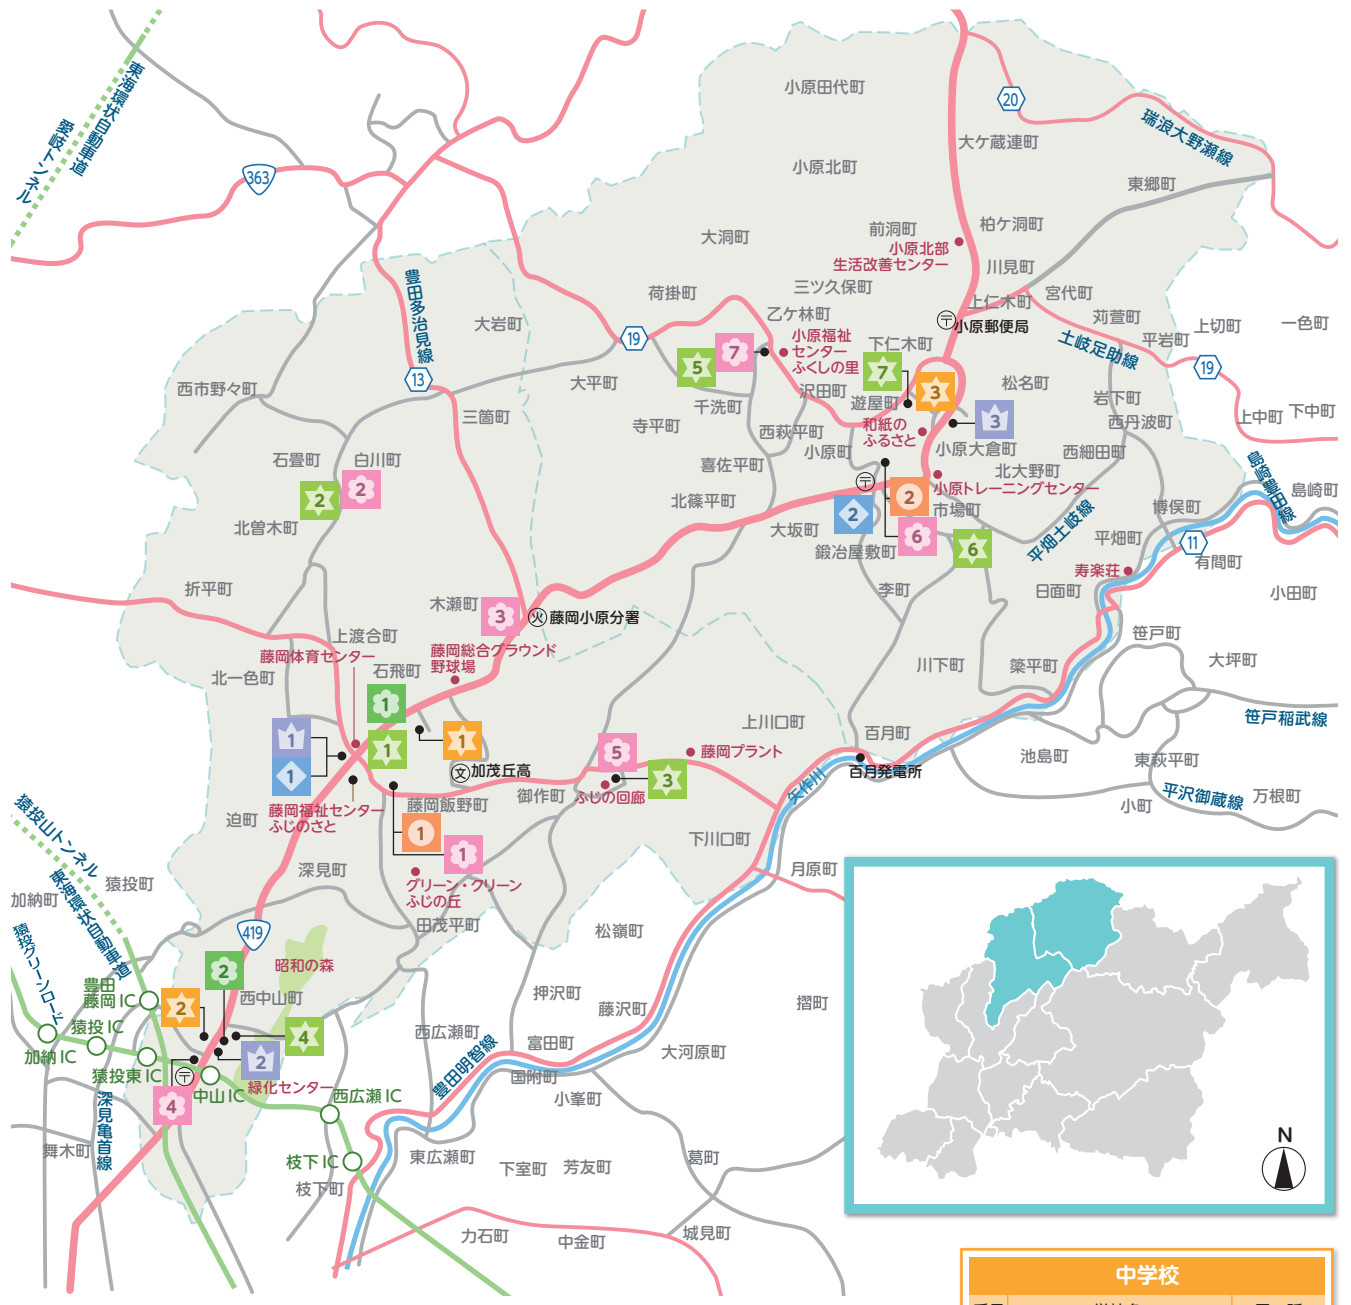 小原田代町
20
瑞浪大野瀬線
東海環状自動車道
愛岐トンネル
大ケ蔵連町
小原北町
東郷町
363
前洞町
柏ケ洞町
大洞町
小原北部
生活改善センター
川見町
豊田多治見線
三ツ久保町
荷掛町
上仁木町
宮代町
乙ケ林町
〒小原郵便局
苅萱町
上切町
一色町
大岩町
19
小原福祉
センター
ふくしの里
下仁木町
土岐足助線
平岩町
5
7
7
19
13
大平町
沢田町
3
松名町
西市野々町
岩下町
千洗町
遊屋町
上中町
下中町
三箇町
寺平町
西萩平町
和紙の
ふるさと
3
西丹波町
小原町
小原大倉町
西細田町
石畳町
白川町
喜佐平町
北大野町
島崎豊田線
2
2
北篠平町
〒
2
小原トレーニングセンター
島崎町
北曽木町
大坂町
2
市場町
平畑土岐線
博俣町
鍛冶屋敷町
6
6
平畑町
11
有間町
折平町
李町
寿楽荘
日面町
小田町
木瀬町
3
火 藤岡小原分署
上渡合町
笹戸町
藤岡体育センター
藤岡総合グラウンド
野球場
石飛町
川下町
簗平町
大坪町
北一色町
1
上川口町
笹戸稲武線
1
1
1
5
藤岡プラント
百月町
池島町
東萩平町
1
文 加茂丘高
3
矢作川
百月発電所
ふじの回廊
御作町
藤岡飯野町
小町
平沢御蔵線
万根町
藤岡福祉センター
ふじのさと
迫町
猿投山トンネル
1
下川口町
1
深見町
月原町
グリーン・クリーン
ふじの丘
猿投町
加納町
東海環状自動車道
田茂平町
猿投グリーンロード
419
松嶺町
昭和の森
2
豊田
藤岡IC
西中山町
押沢町
藤沢町
摺町
2
猿投IC
4
西広瀬町
富田町
加納IC
2
大河原町
猿投東IC
〒
豊田明智線
国附町
中山IC
緑化センター
西広瀬IC
小峯町
4
深見亀首線
舞木町
枝下IC
東広瀬町
下室町
芳友町
葛町
枝下町
N
力石町
中金町
城見町
中学校